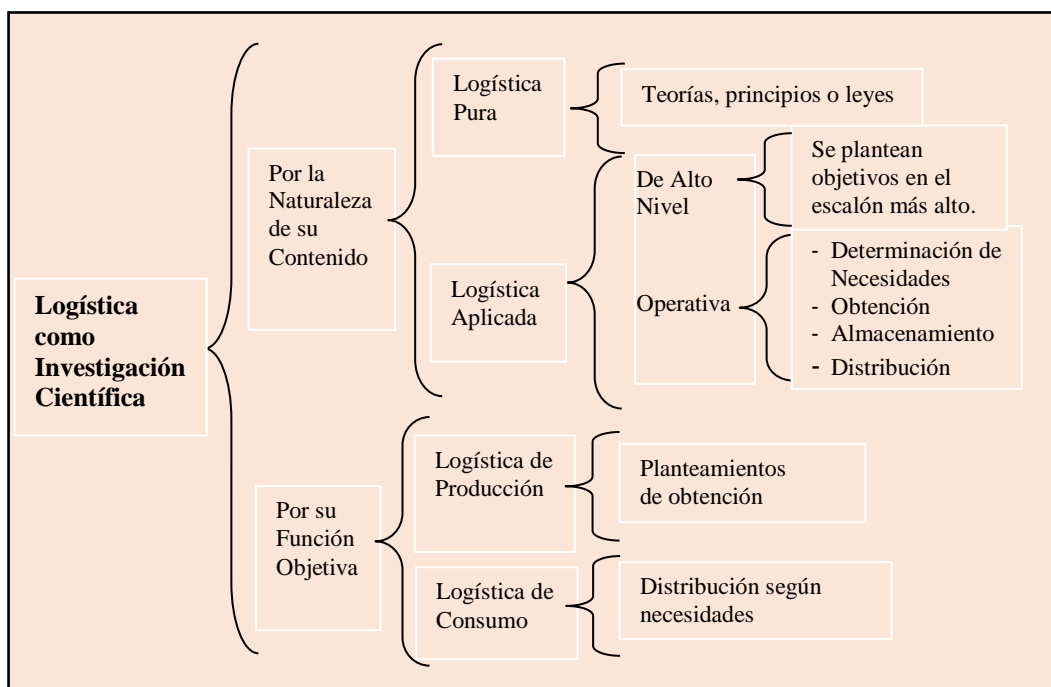 Logística
como
Investigación
Científica
Por la
Naturaleza
de su
Contenido
Logística
Pura
Teorías, principios o leyes
Logística
Aplicada
De Alto
Nivel
Se plantean
objetivos en el
escalón más alto.
Operativa
- Determinación de
Necesidades
- Obtención
- Almacenamiento
- Distribución
Por su
Función
Objetiva
Logística de
Producción
Planteamientos
de obtención
Logística de
Consumo
Distribución según
necesidades